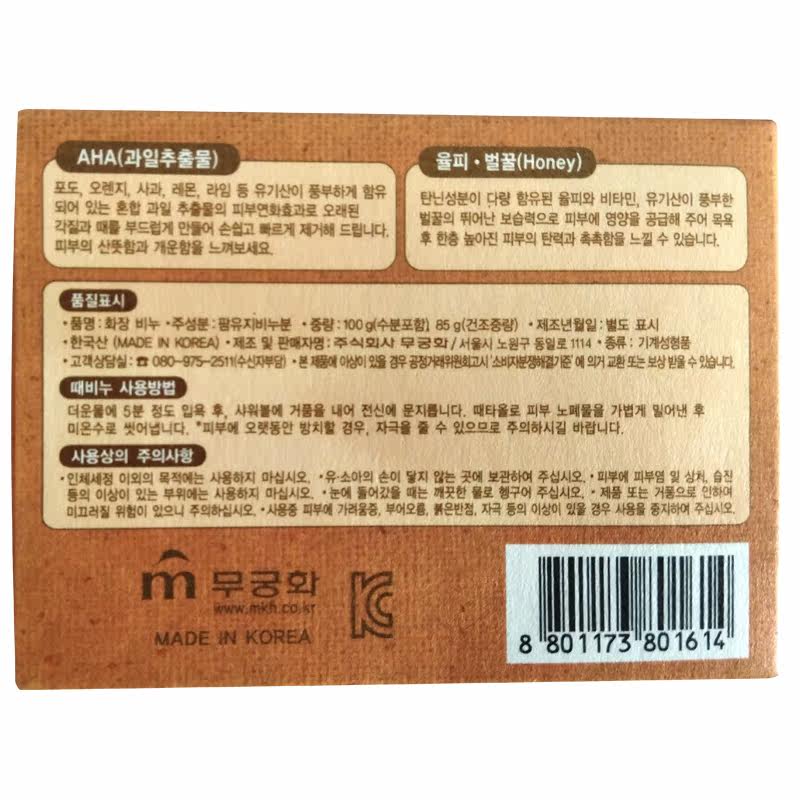 AHA(과일추출물)
포도, 오렌지, 사과, 레몬, 라임 등 유기산이 풍부하게 함유
되어 있는 혼합 과일 추출물의 피부연화효과로 오래된
각질과 때를 부드럽게 만들어 손쉽고 빠르게 제거해 드립니다.
피부의 산뜻함과 개운함을 느껴보세요.
율피・벌꿀(Honey)
탄닌성분이 다량 함유된 율피와 비타민, 유기산이 풍부한
벌꿀의 뛰어난 보습력으로 피부에 영양을 공급해 주어 목욕
후 한층 높아진 피부의 탄력과 촉촉함을 느낄 수 있습니다.
품질표시
•품명 : 화장 비누 •주성분 : 팜유지비누분 •중량 : 100g(수분포함), 85g(건조중량) •제조년월일 : 별도 표시
•한국산 (MADE IN KOREA) •제조 및 판매자명 : 주식회사 무궁화/서울시 노원구 동일로 1114 •종류 : 기계성형품
•고객상담실 : ☎ 080-975-2511(수신자부담) •본 제품에 이상이 있을 경우 공정거래위원회고시 '소비자분쟁해결기준'에 의거 교환 또는 보상 받을 수 있습니다.
때비누 사용방법
더운물에 5분 정도 입욕 후, 샤워볼에 거품을 내어 전신에 문지릅니다. 때타올로 피부 노폐물을 가볍게 밀어낸 후
미온수로 씻어냅니다. *피부에 오랫동안 방치할 경우, 자극을 줄 수 있으므로 주의하시길 바랍니다.
사용상의 주의사항
•인체세정 이외의 목적에는 사용하지 마십시오. •유·소아의 손이 닿지 않는 곳에 보관하여 주십시오. •피부에 피부염 및 상처, 습진
등의 이상이 있는 부위에는 사용하지 마십시오. •눈에 들어갔을 때는 깨끗한 물로 헹구어 주십시오. •제품 또는 거품으로 인하여
미끄러질 위험이 있으니 주의하십시오. •사용중 피부에 가려움증, 부어오름, 붉은반점, 자극 등의 이상이 있을 경우 사용을 중지하여 주십시오.
무궁화
www.mkh.co.kr
MADE IN KOREA
8 801173 801614